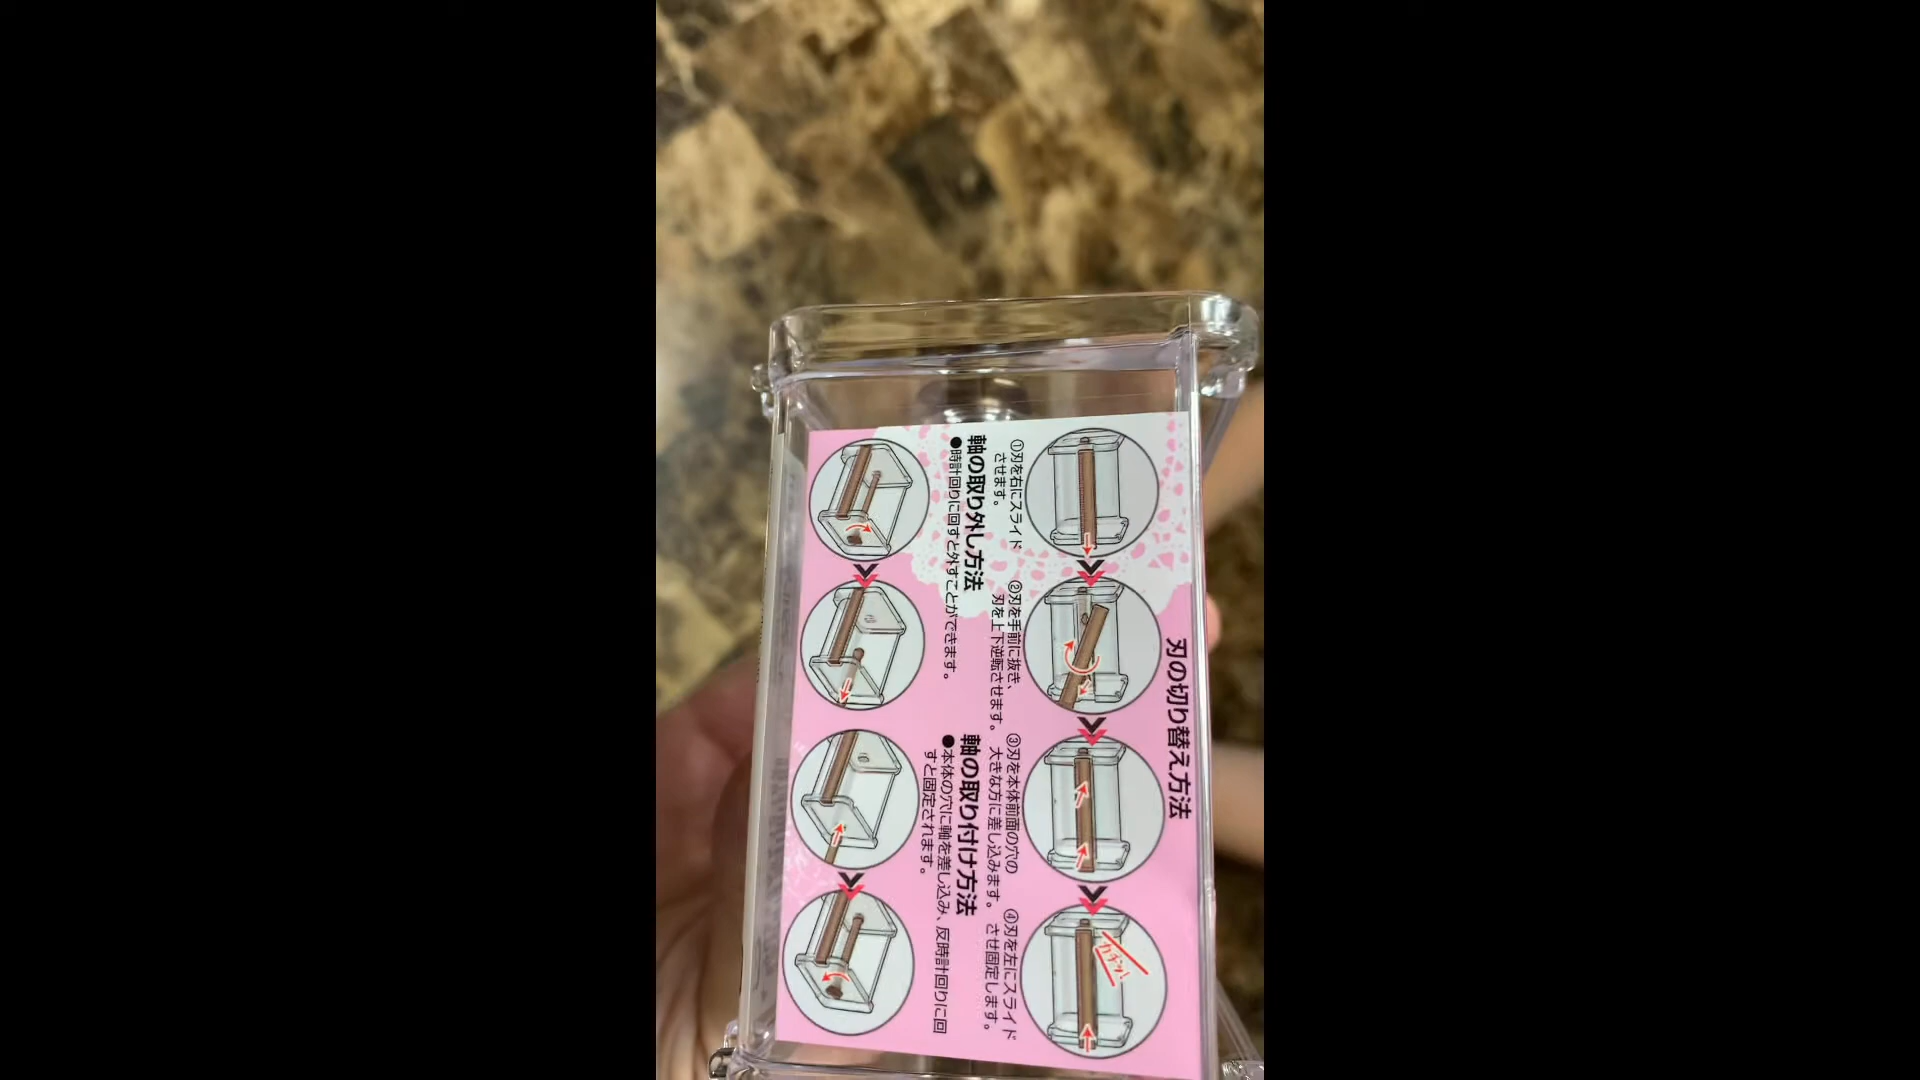 刃の切り替え方法
①刃を右にスライド
させます。
②刃を手前に抜き、
刃を上下逆転させます。
③刃を本体前面の穴の
大きな方に差し込みます。
④刃を左にスライド
させ固定します。
カチッ!
軸の取り外し方法
●時計回りに回すと外すことができます。
軸の取り付け方法
●本体の穴に軸を差し込み、反時計回りに回
すと固定されます。